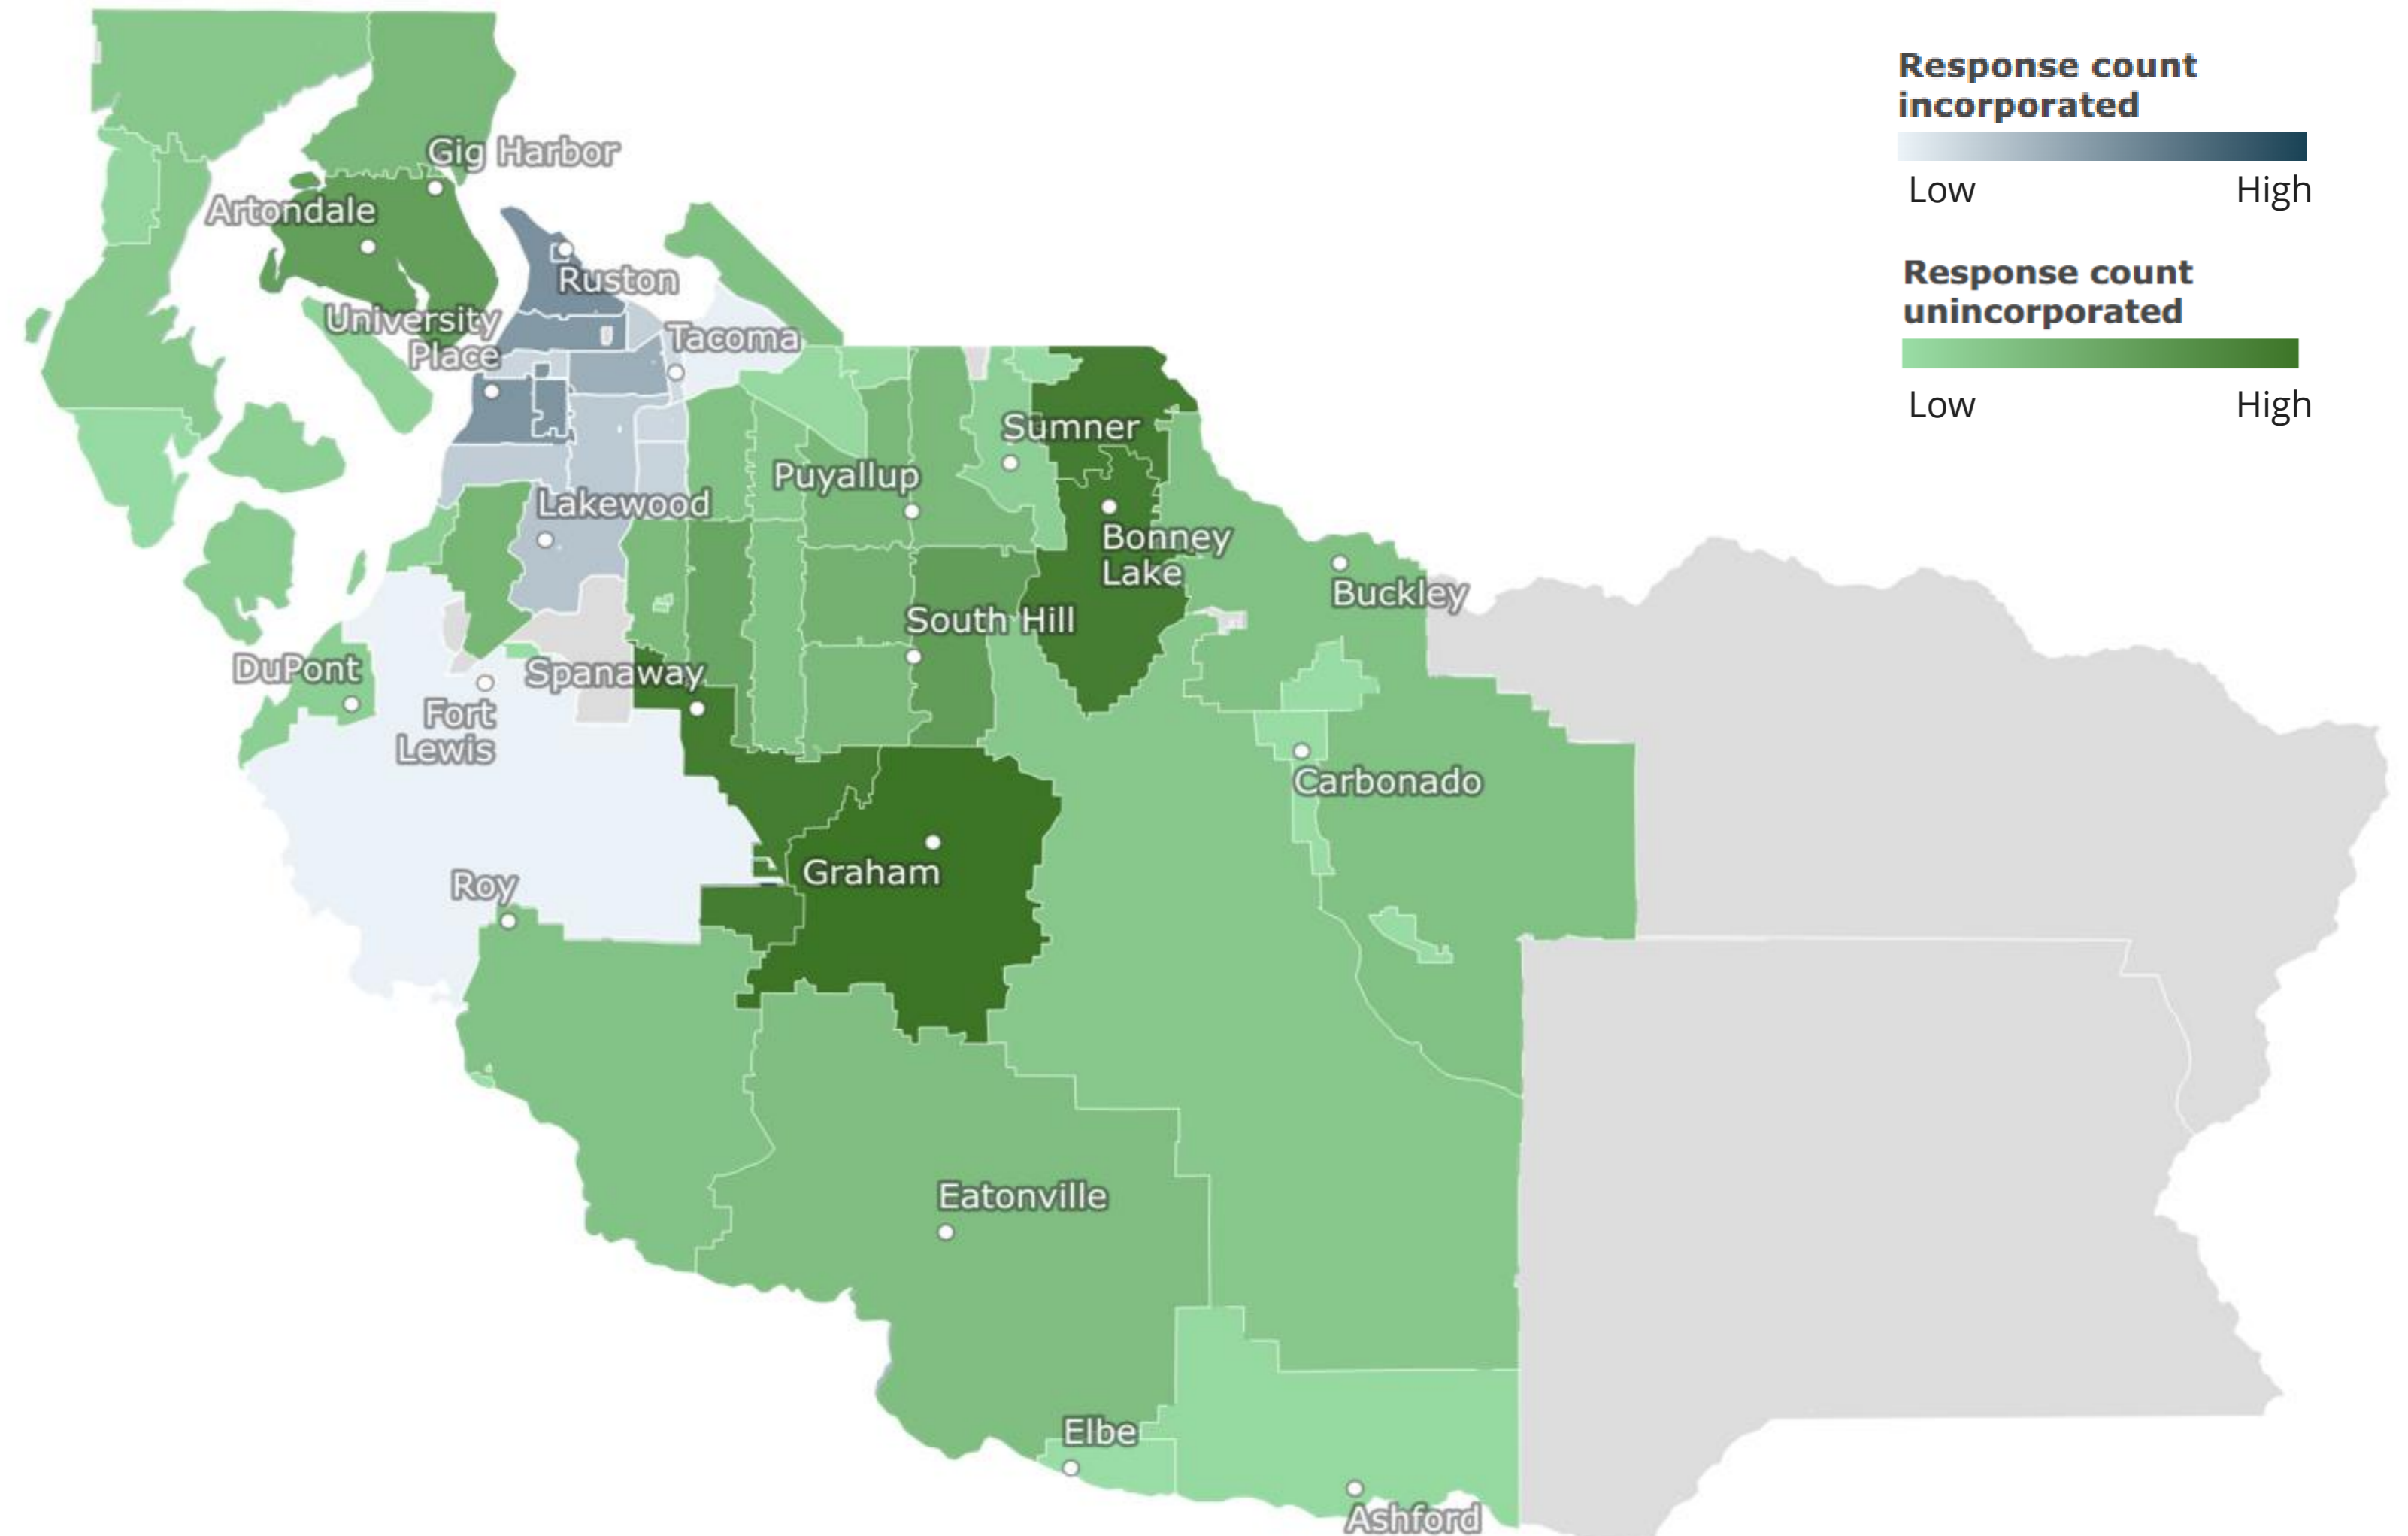 Response count
incorporated
Low High
Response count
unincorporated
Low High
Gig Harbor
Artondale
Ruston
University
Place
Tacoma
Sumner
Puyallup
Lakewood
Bonney
Lake
Buckley
South Hill
DuPont
Spanaway
Fort
Lewis
Carbonado
Graham
Roy
Eatonville
Elbe
Ashford